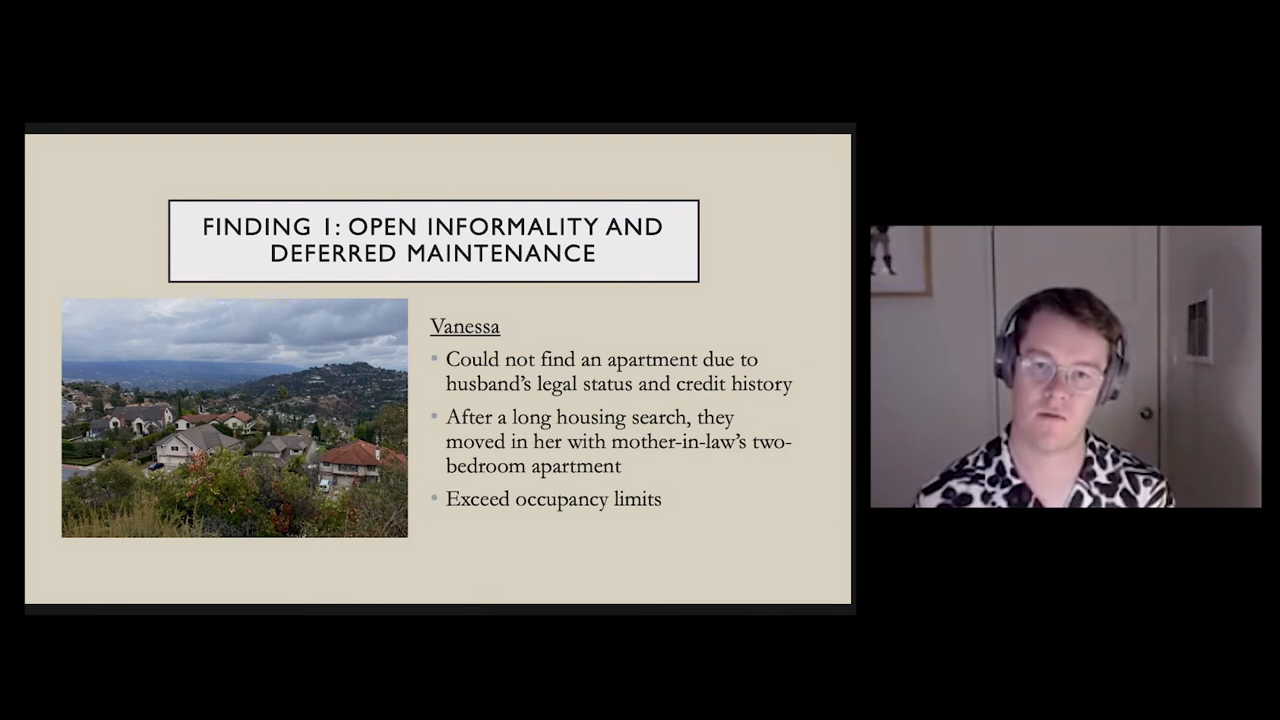 FINDING 1: OPEN INFORMALITY AND
DEFERRED MAINTENANCE
Vanessa
• Could not find an apartment due to
husband's legal status and credit history
• After a long housing search, they
moved in her with mother-in-law's two-
bedroom apartment
• Exceed occupancy limits